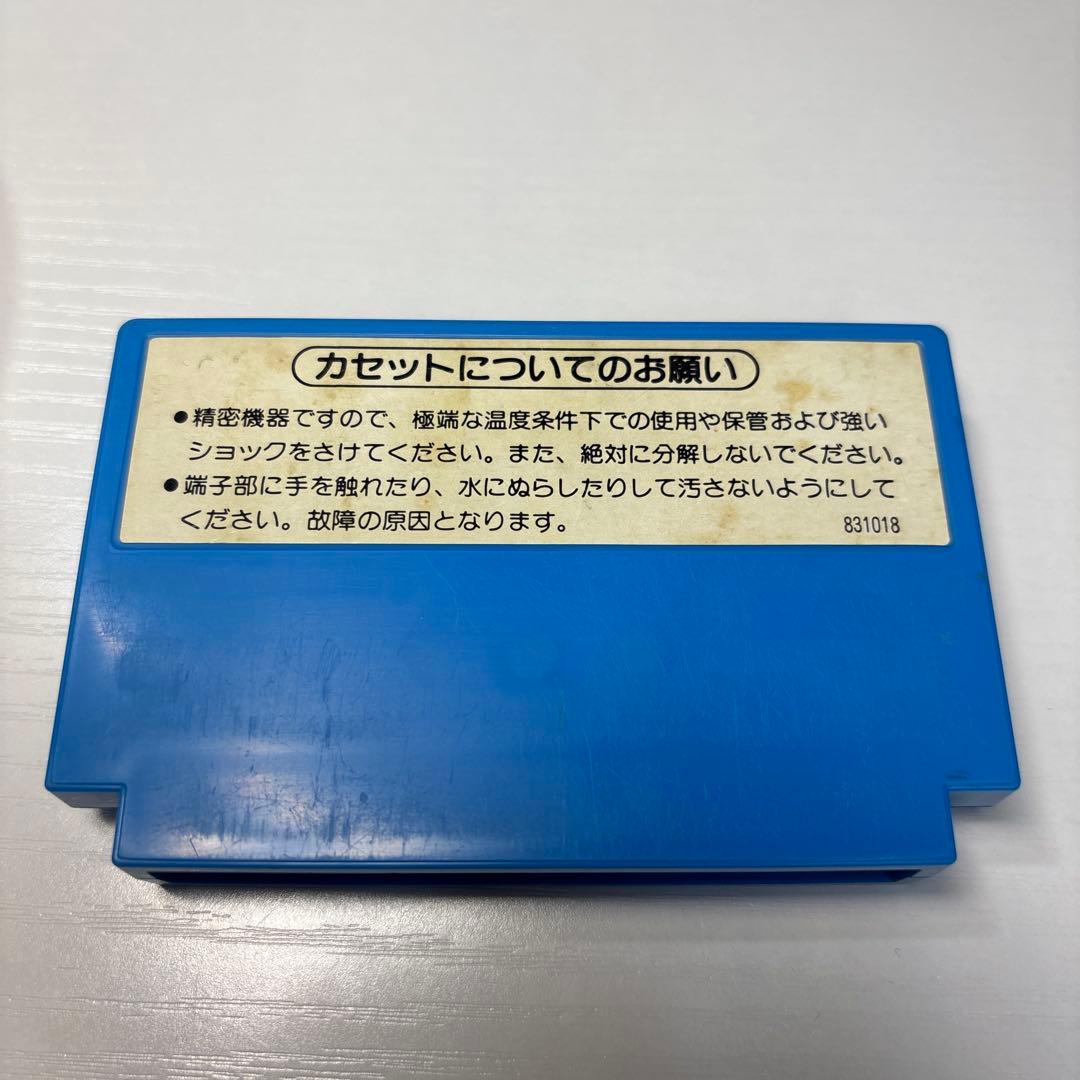 カセットについてのお願い
●精密機器ですので、極端な温度条件下での使用や保管および強い
ショックをさけてください。また、絶対に分解しないでください。
●端子部に手を触れたり、水にぬらしたりして汚さないようにして
ください。故障の原因となります。
831018